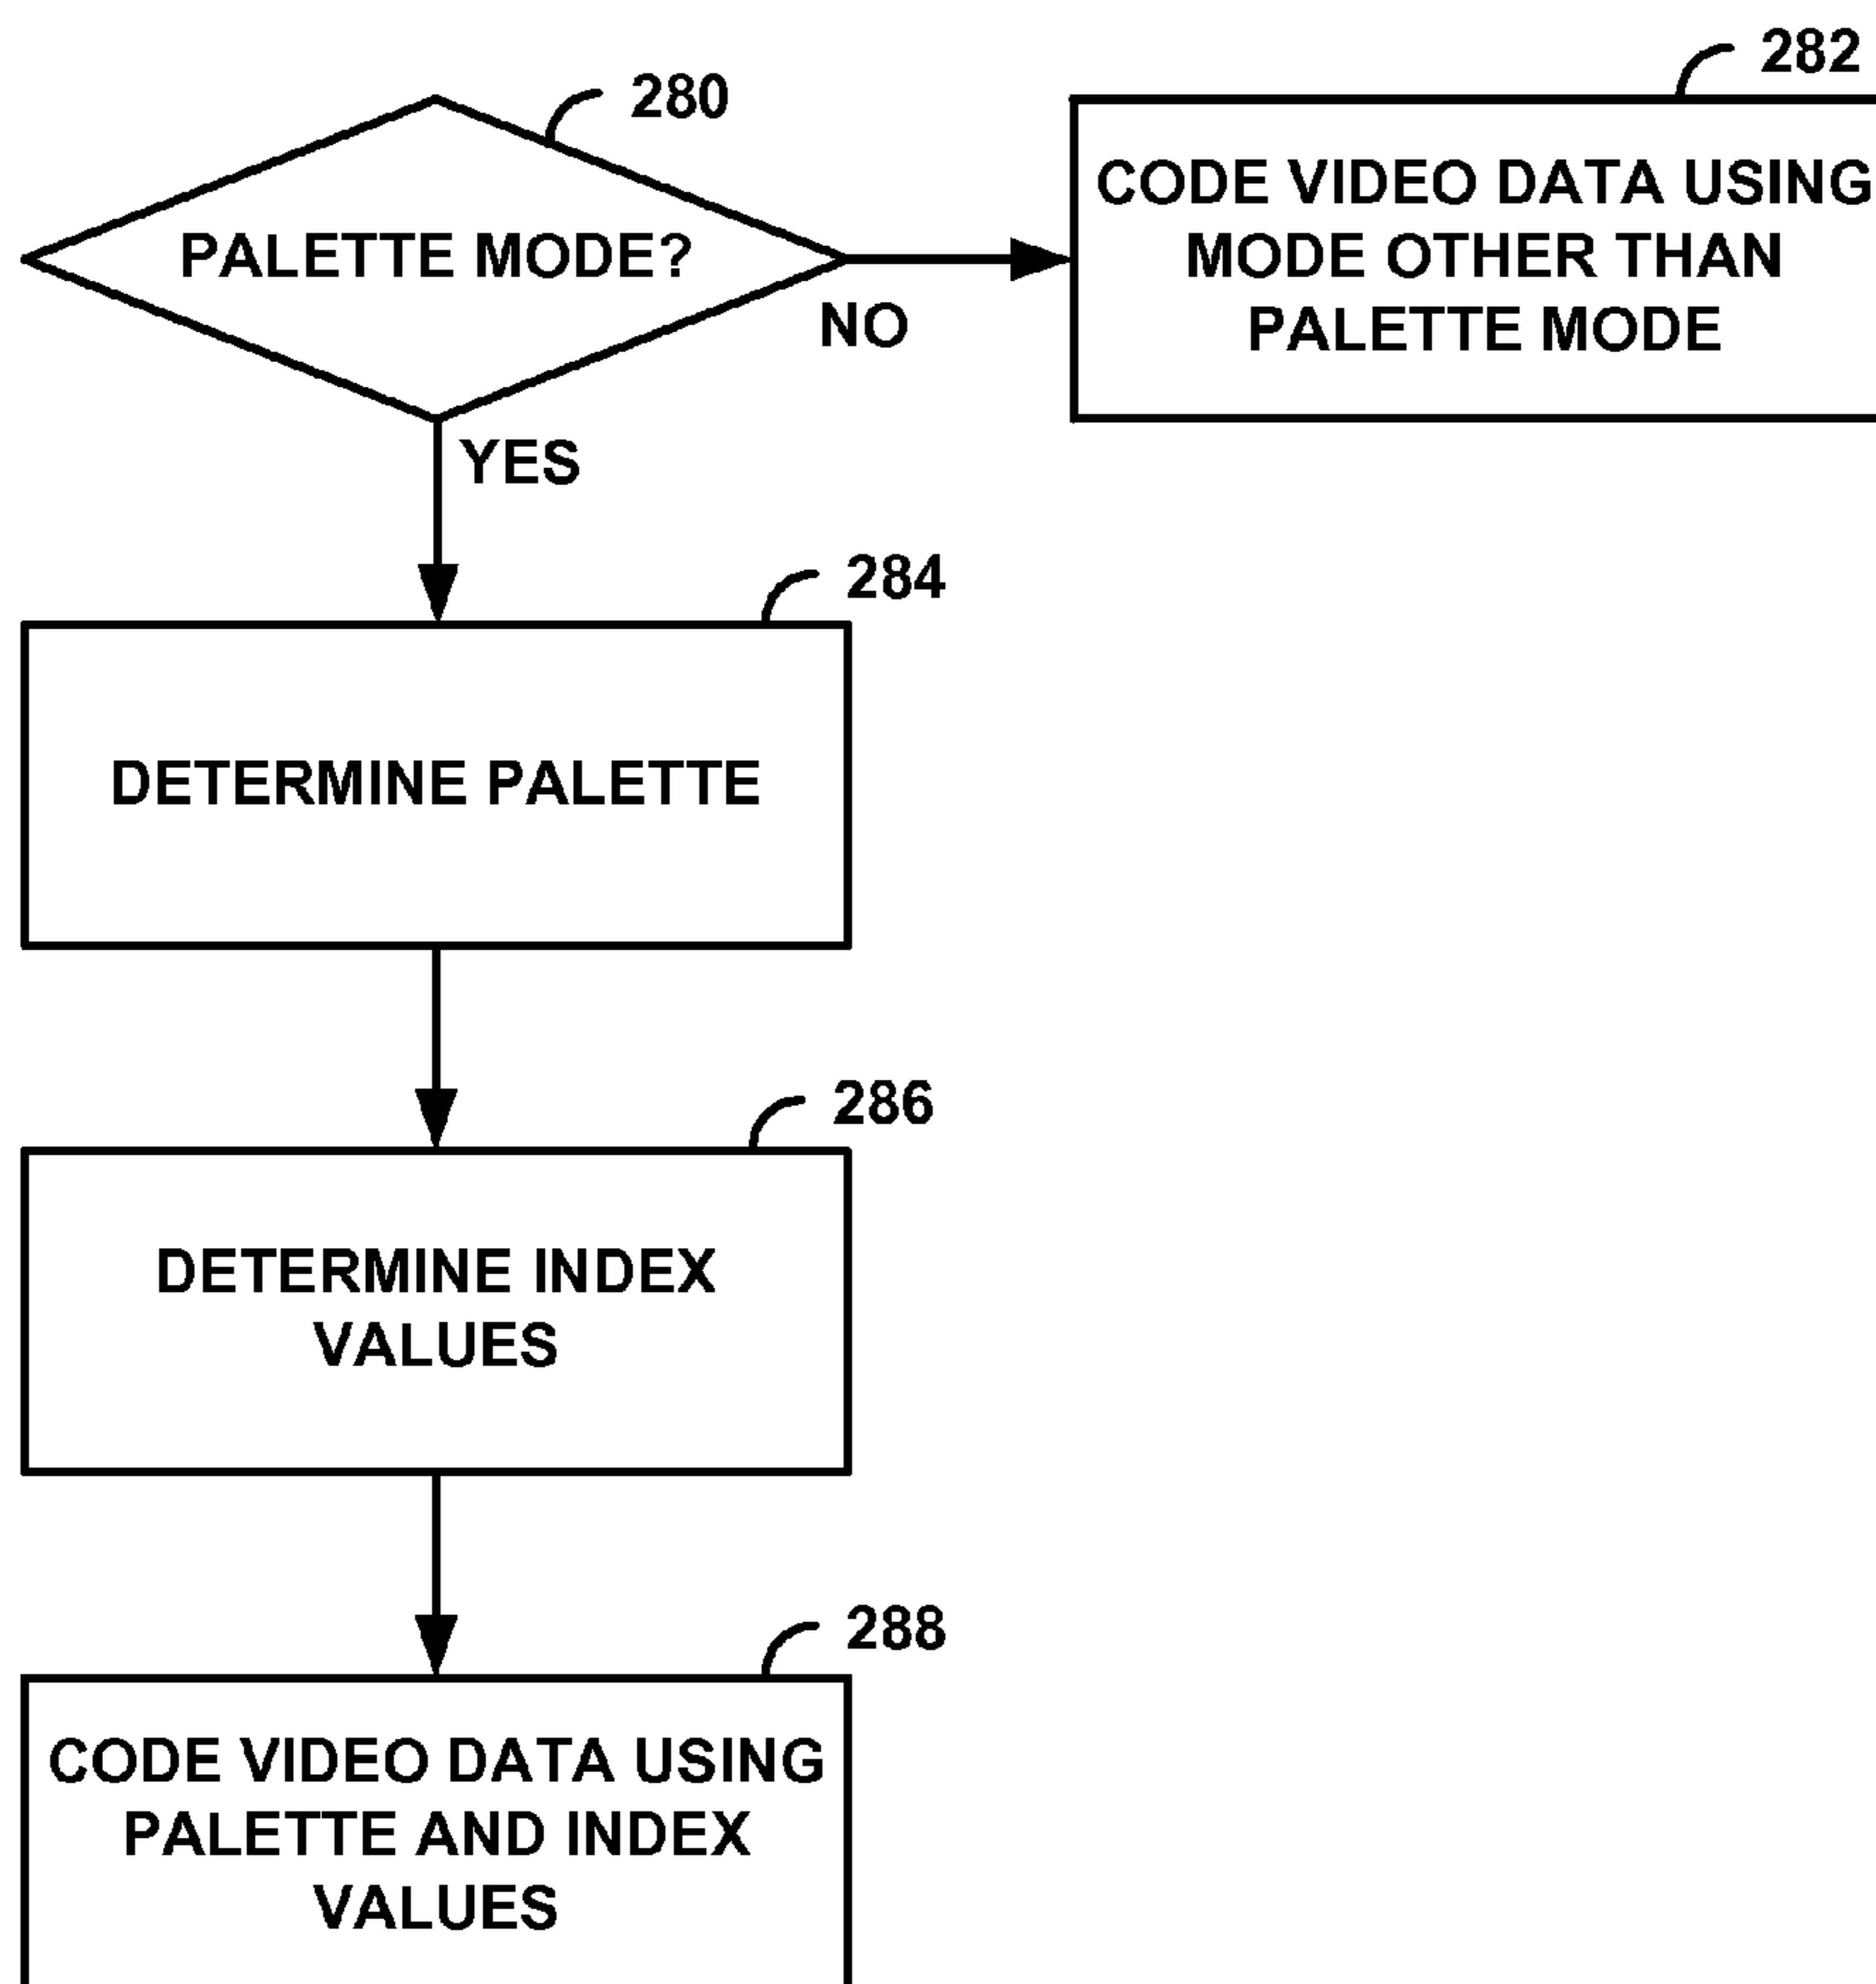 280
PALETTE MODE?
NO
282
CODE VIDEO DATA USING
MODE OTHER THAN
PALETTE MODE
YES
284
DETERMINE PALETTE
286
DETERMINE INDEX
VALUES
288
CODE VIDEO DATA USING
PALETTE AND INDEX
VALUES